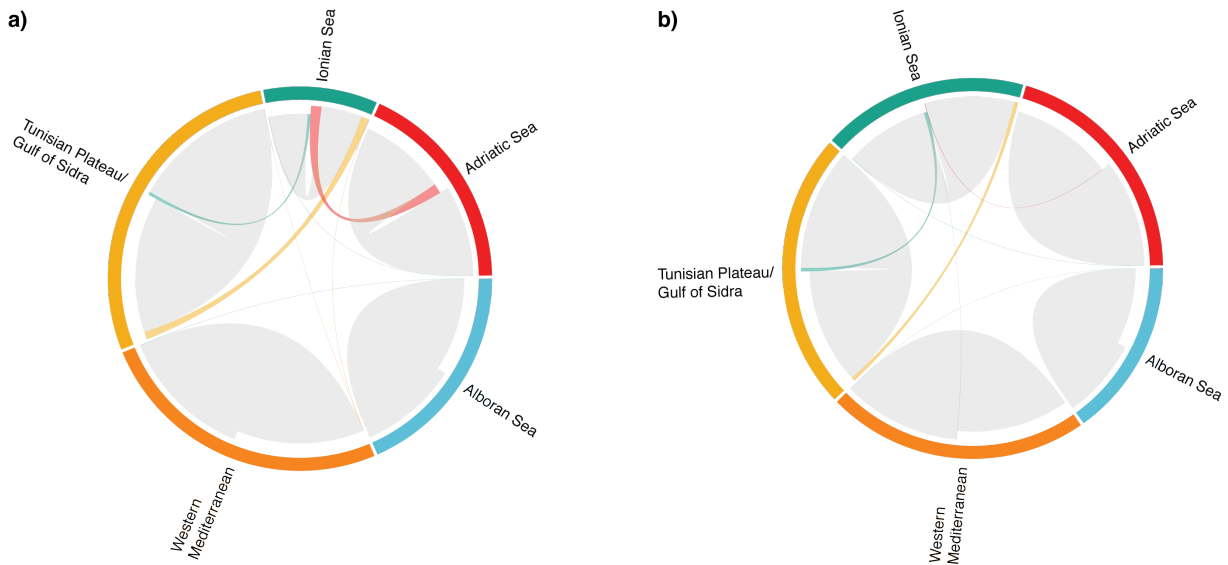 a)
Ionian Sea
Adriatic Sea
Tunisian Plateau/
Gulf of Sidra
Alboran Sea
Western
Mediterranean
b)
Ionian Sea
Adriatic Sea
Tunisian Plateau/
Gulf of Sidra
Alboran Sea
Western
Mediterranean